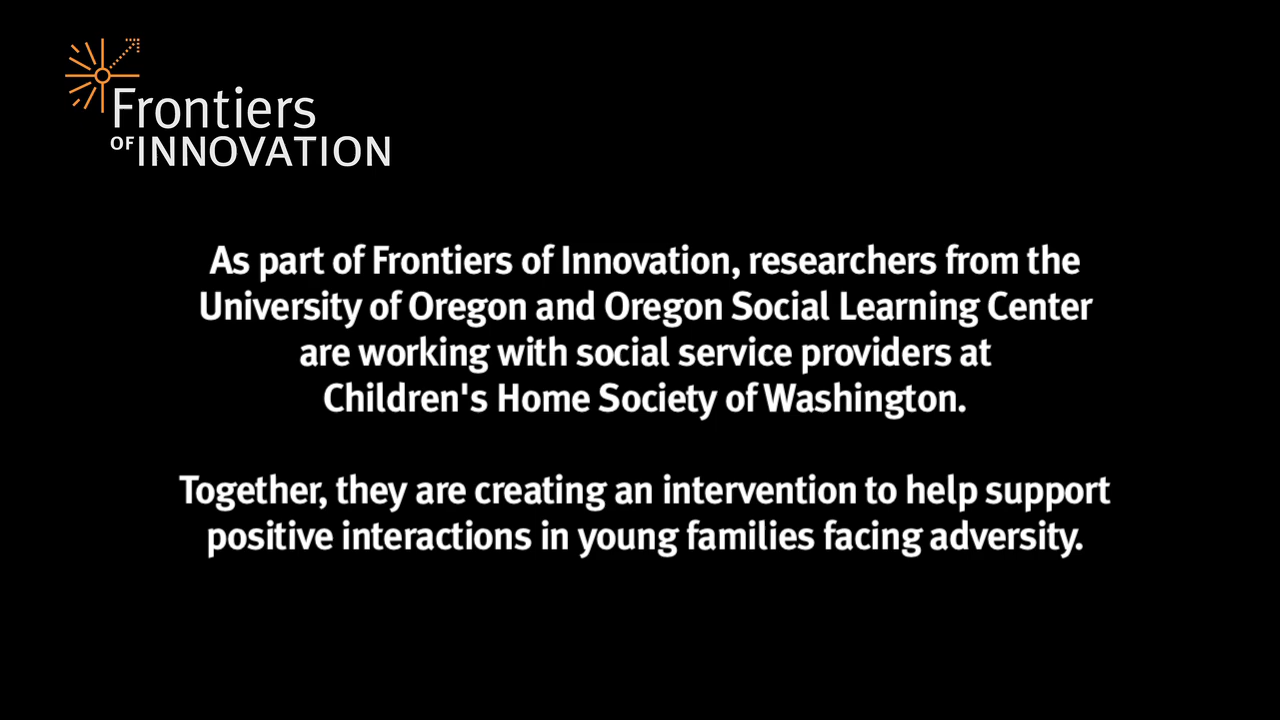 Frontiers
OF INNOVATION
As part of Frontiers of Innovation, researchers from the
University of Oregon and Oregon Social Learning Center
are working with social service providers at
Children's Home Society of Washington.
Together, they are creating an intervention to help support
positive interactions in young families facing adversity.